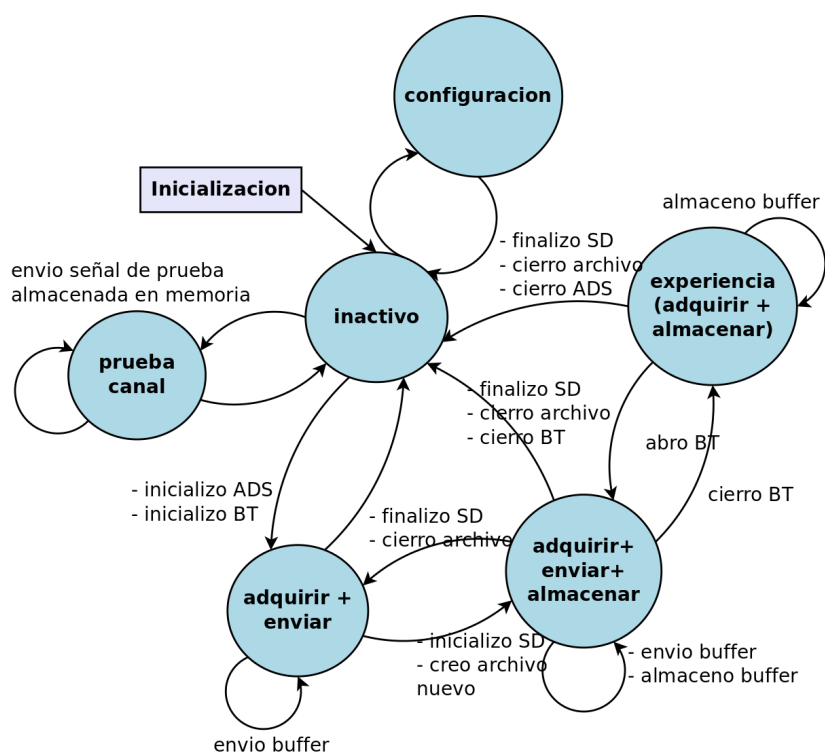 configuracion
Inicializacion
almaceno buffer
- finalizo SD
- cierro archivo
- cierro ADS
experiencia
(adquirir +
almacenar)
envio señal de prueba
almacenada en memoria
inactivo
prueba
canal
- finalizo SD
- cierro archivo
- cierro BT
abro BT
cierro BT
- inicializo ADS
- inicializo BT
- finalizo SD
- cierro archivo
adquirir+
enviar+
almacenar
adquirir +
enviar
- inicializo SD
- creo archivo
nuevo
- envio buffer
- almaceno buffer
envio buffer